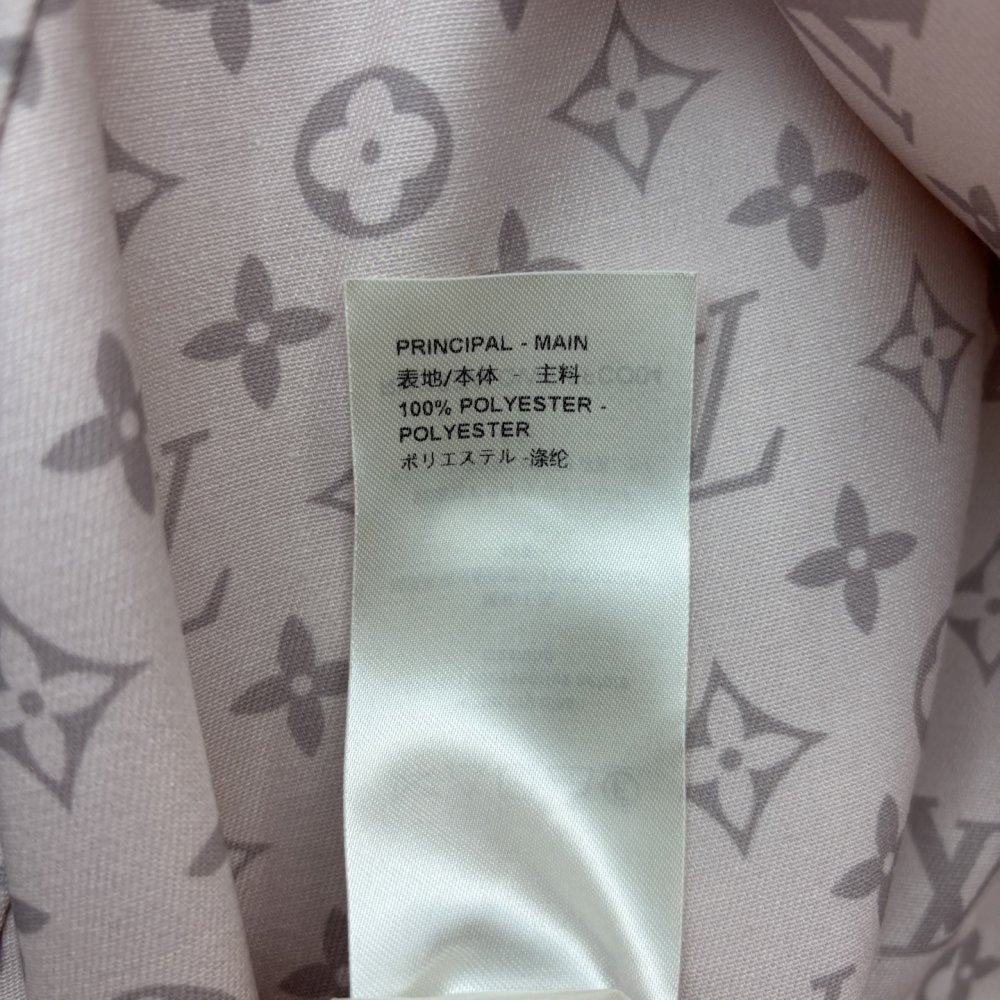 PRINCIPAL - MAIN
表地/本体 - 主料
100% POLYESTER -
POLYESTER
ポリエステル -涤纶